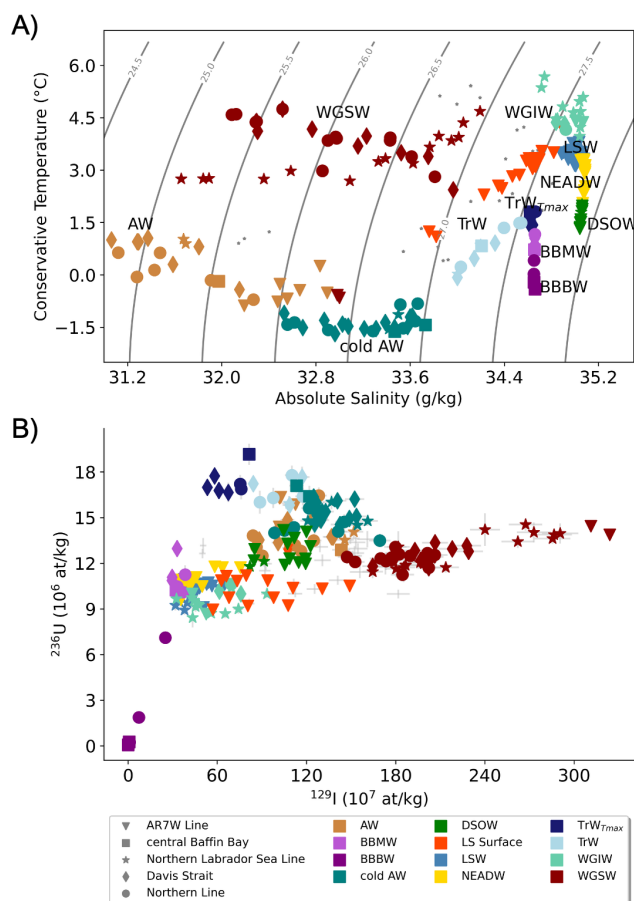 A)
24.5
25.0
25.5
26.0
26.5
27.0
27.5
6.0
4.5
3.0
1.5
0.0
−1.5
Conservative Temperature (°C)
WGSW
WGIW
LSW
NEADW
AW
TrW
TrW_Tmax
DSOW
BBMW
BBBW
cold AW
31.2 32.0 32.8 33.6 34.4 35.2
Absolute Salinity (g/kg)
B)
18
15
12
9
6
3
0
²³⁶U (10⁶ at/kg)
0 60 120 180 240 300
¹²⁹I (10⁷ at/kg)
AR7W Line
central Baffin Bay
Northern Labrador Sea Line
Davis Strait
Northern Line
AW
BBMW
BBBW
cold AW
DSOW
LS Surface
LSW
NEADW
TrW_Tmax
TrW
WGIW
WGSW